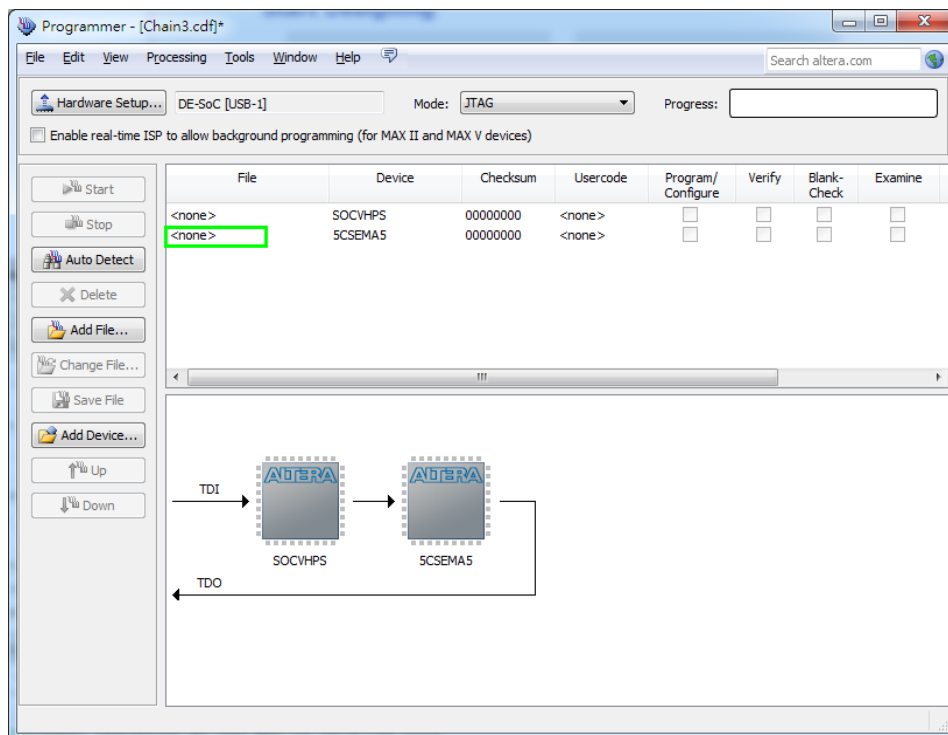 Programmer - [Chain3.cdf]*
File Edit View Processing Tools Window Help
Search altera.com
Hardware Setup... DE-SoC [USB-1] Mode: JTAG Progress:
Enable real-time ISP to allow background programming (for MAX II and MAX V devices)
Start
Stop
Auto Detect
Delete
Add File...
Change File...
Save File
Add Device...
Up
Down
File Device Checksum Usercode Program/ Configure Verify Blank- Check Examine
<none> SOCVHPS 00000000 <none>
<none> 5CSEMA5 00000000 <none>
TDI
ALTERA ALTERA
SOCVHPS 5CSEMA5
TDO